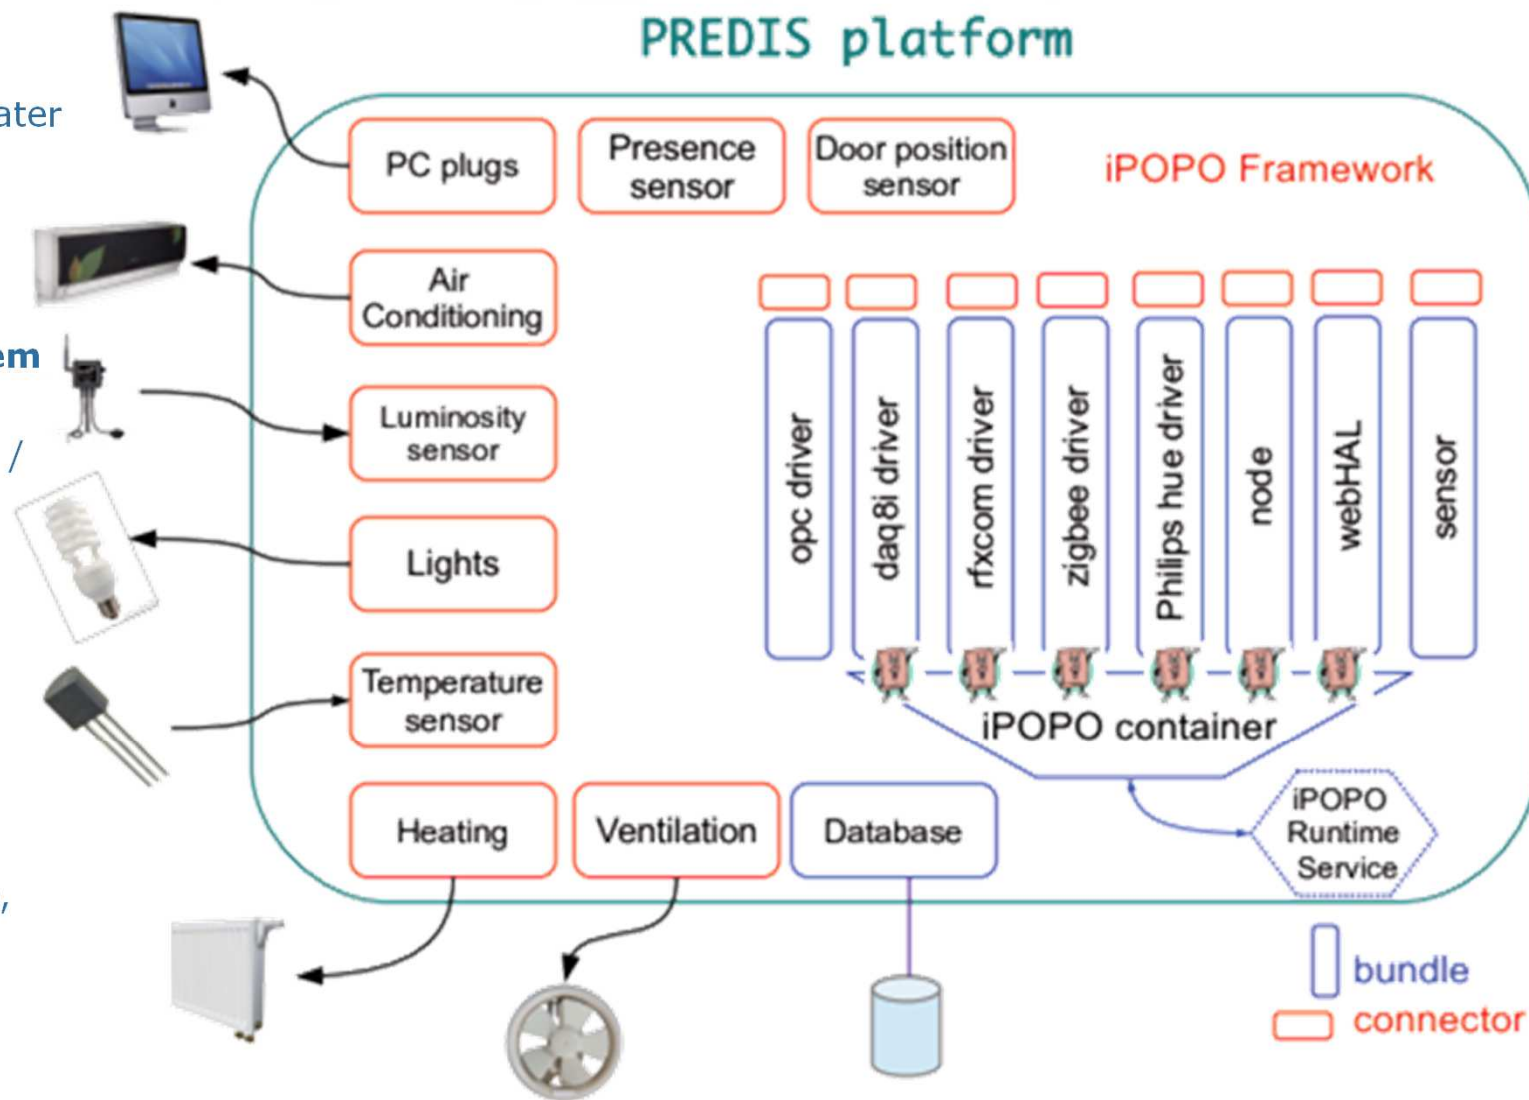 PREDIS platform
ater
PC plugs
Presence
sensor
Door position
sensor
iPOPO Framework
Air
Conditioning
em
Luminosity
sensor
/
Lights
Temperature
sensor
opc driver
daq8i driver
rfxcom driver
zigbee driver
Philips hue driver
node
webHAL
sensor
iPOPO container
Heating
Ventilation
Database
iPOPO
Runtime
Service
,
bundle
connector